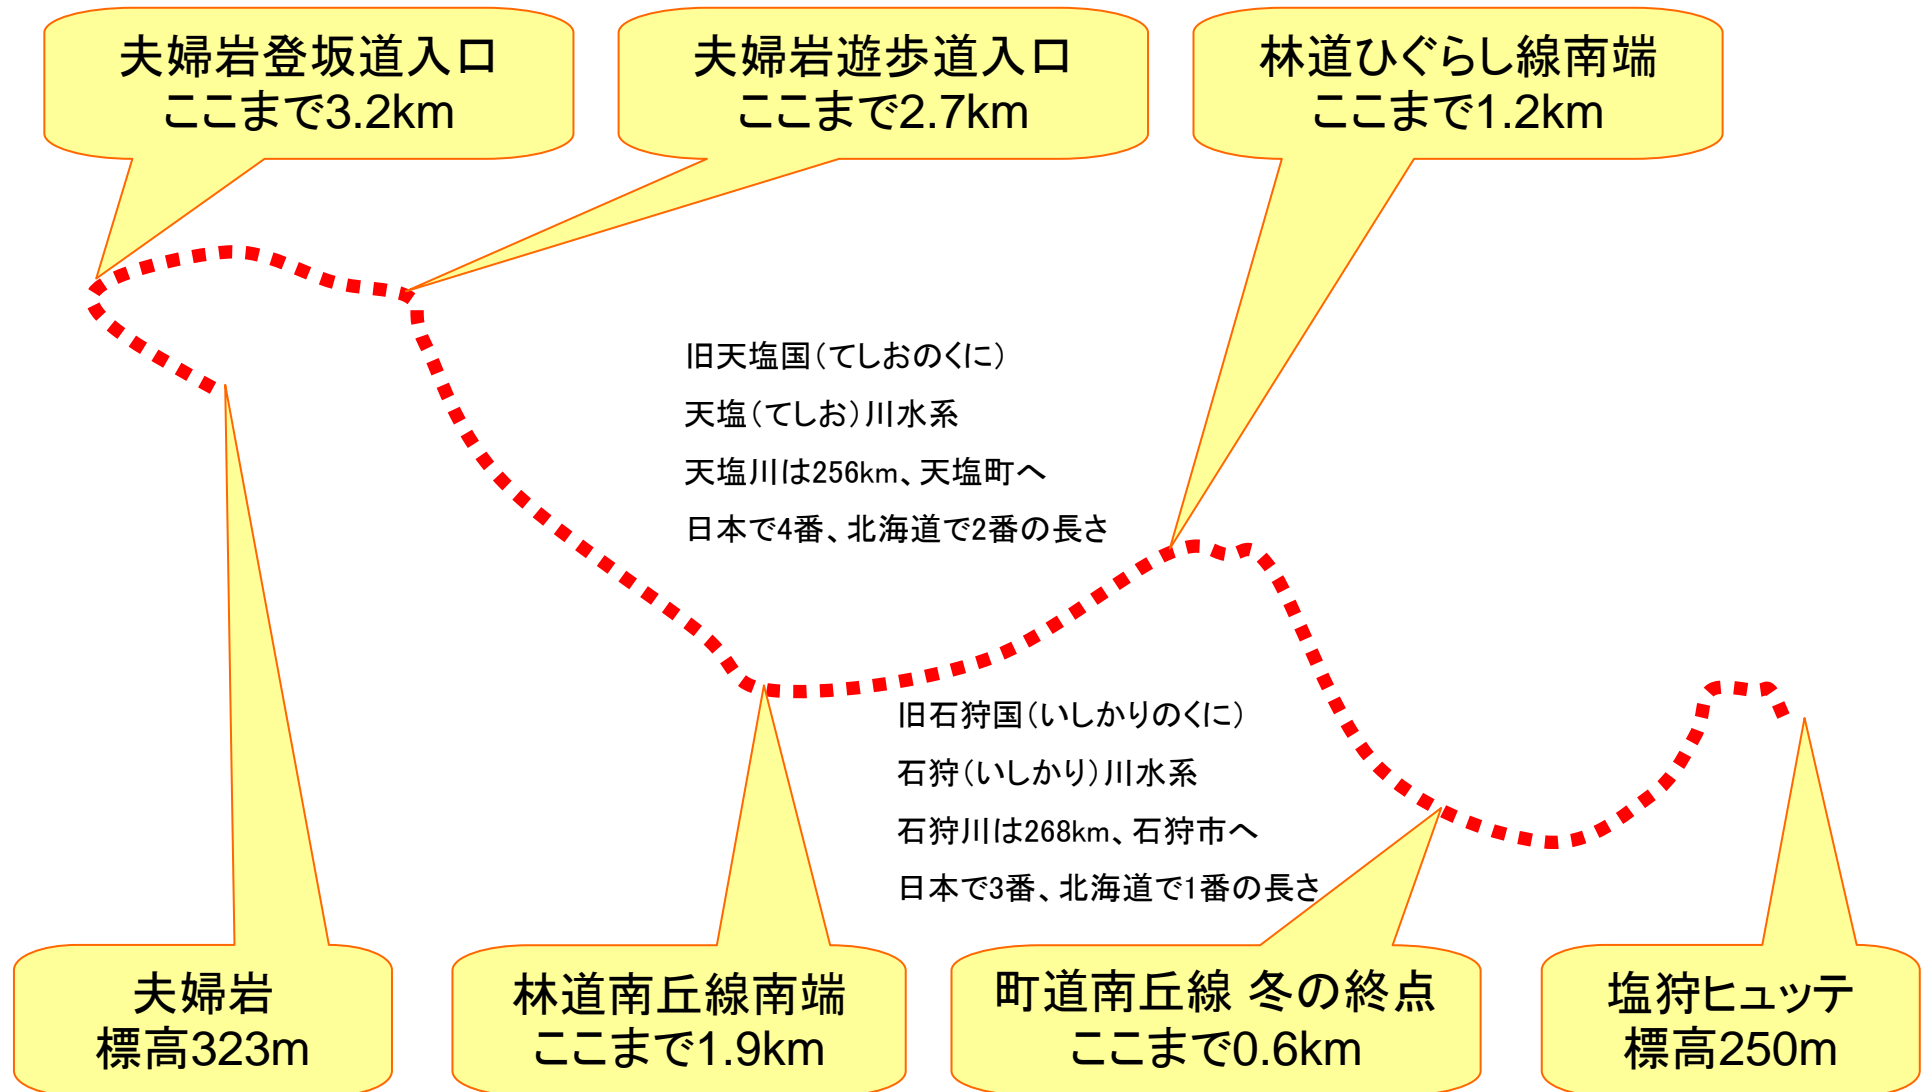 夫婦岩登坂道入口
ここまで3.2km
夫婦岩遊歩道入口
ここまで2.7km
林道ひぐらし線南端
ここまで1.2km
旧天塩国（てしおのくに）
天塩（てしお）川水系
天塩川は256km、天塩町へ
日本で4番、北海道で2番の長さ
旧石狩国（いしかりのくに）
石狩（いしかり）川水系
石狩川は268km、石狩市へ
日本で3番、北海道で1番の長さ
夫婦岩
標高323m
林道南丘線南端
ここまで1.9km
町道南丘線 冬の終点
ここまで0.6km
塩狩ヒュッテ
標高250m